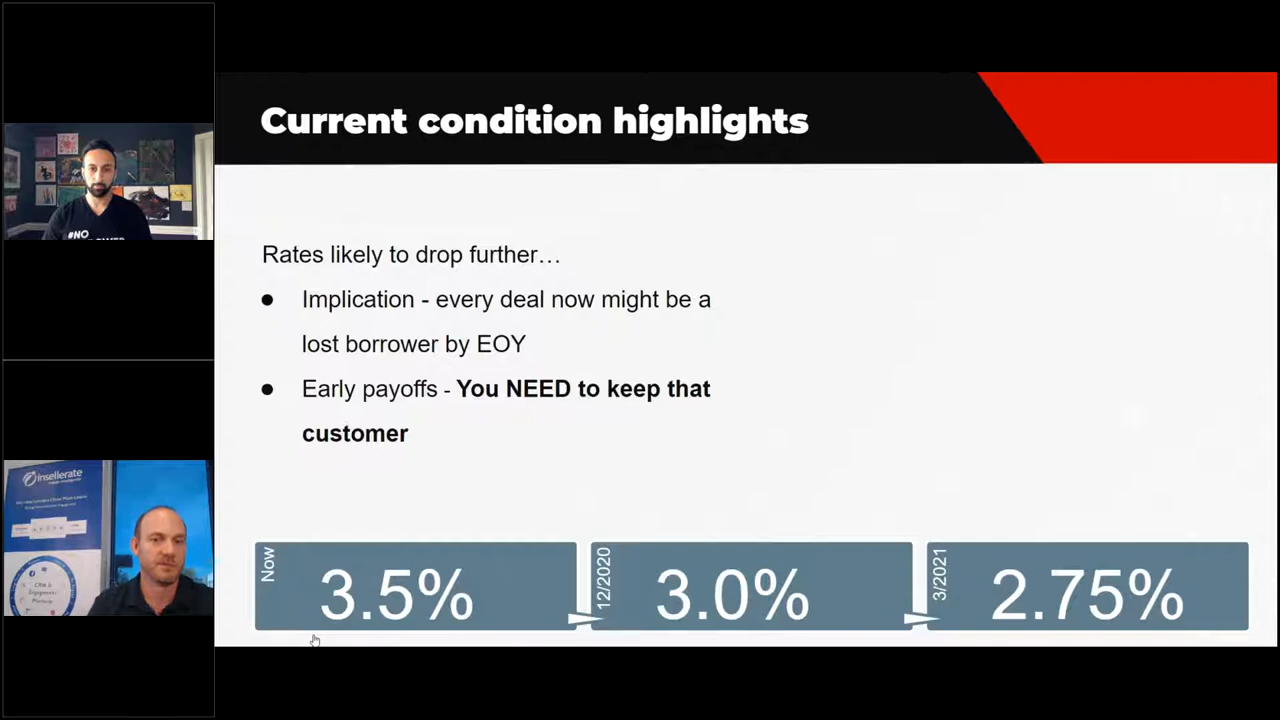 Current condition highlights
Rates likely to drop further…
● Implication - every deal now might be a
lost borrower by EOY
● Early payoffs - You NEED to keep that
customer
Now
3.5%
12/2020
3.0%
3/2021
2.75%
#NO
insellerate
CRM &
Engagement